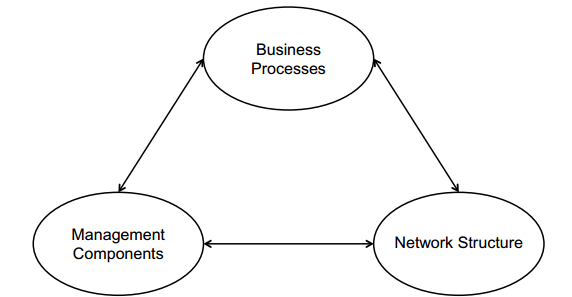 Business
Processes
Management
Components
Network Structure